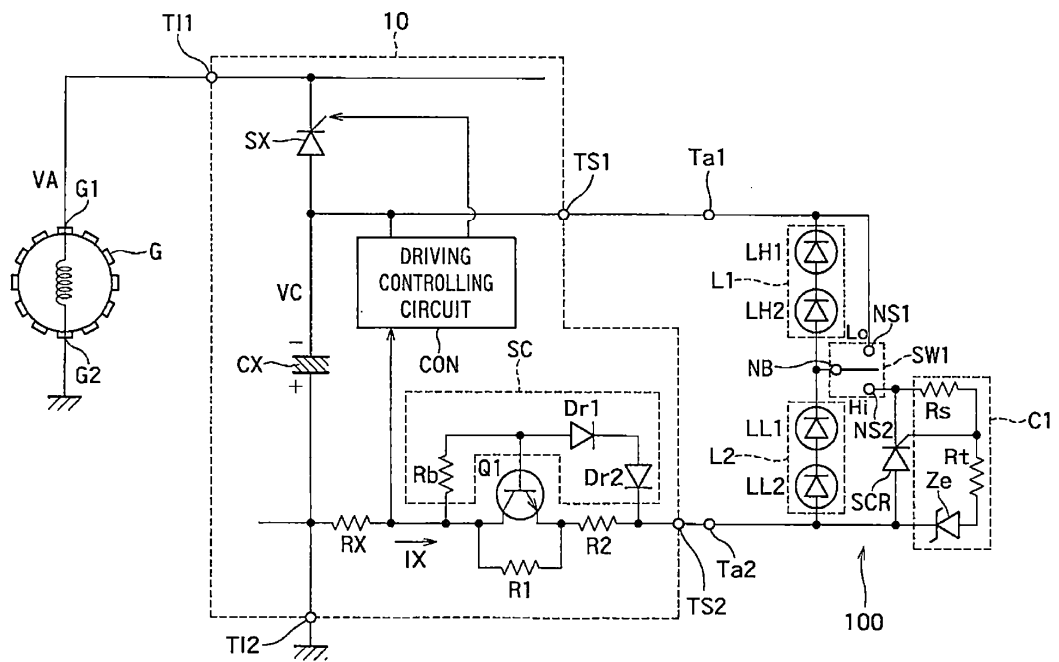 10
TI1
SX
TS1
Ta1
VA
G1
G
G2
DRIVING
CONTROLLING
CIRCUIT
VC
CX
−
+
CON
SC
LH1
L1
LH2
Lo
NS1
NB
SW1
Hi
NS2
Rs
C1
LL1
L2
LL2
SCR
Rt
Ze
Dr1
Rb
Q1
Dr2
RX
IX
R2
R1
TS2
Ta2
100
TI2